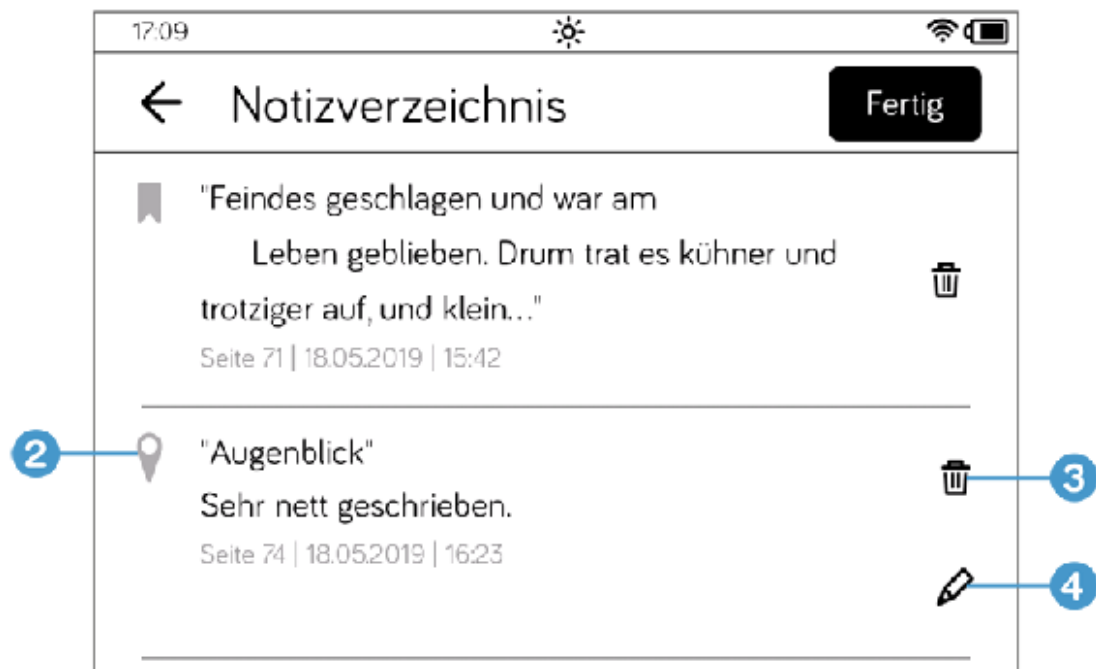 17:09
Notizverzeichnis
Fertig
"Feindes geschlagen und war am
Leben geblieben. Drum trat es kühner und
trotziger auf, und klein..."
Seite 71 | 18.05.2019 | 15:42
2
"Augenblick"
3
Sehr nett geschrieben.
Seite 74 | 18.05.2019 | 16:23
4